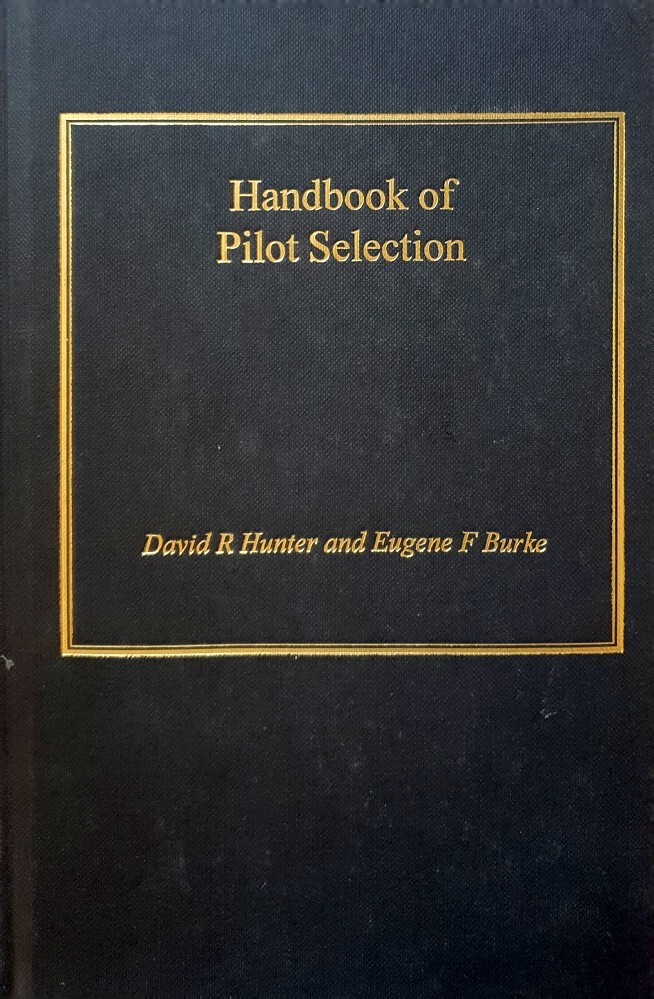 Handbook of
Pilot Selection
David R Hunter and Eugene F Burke